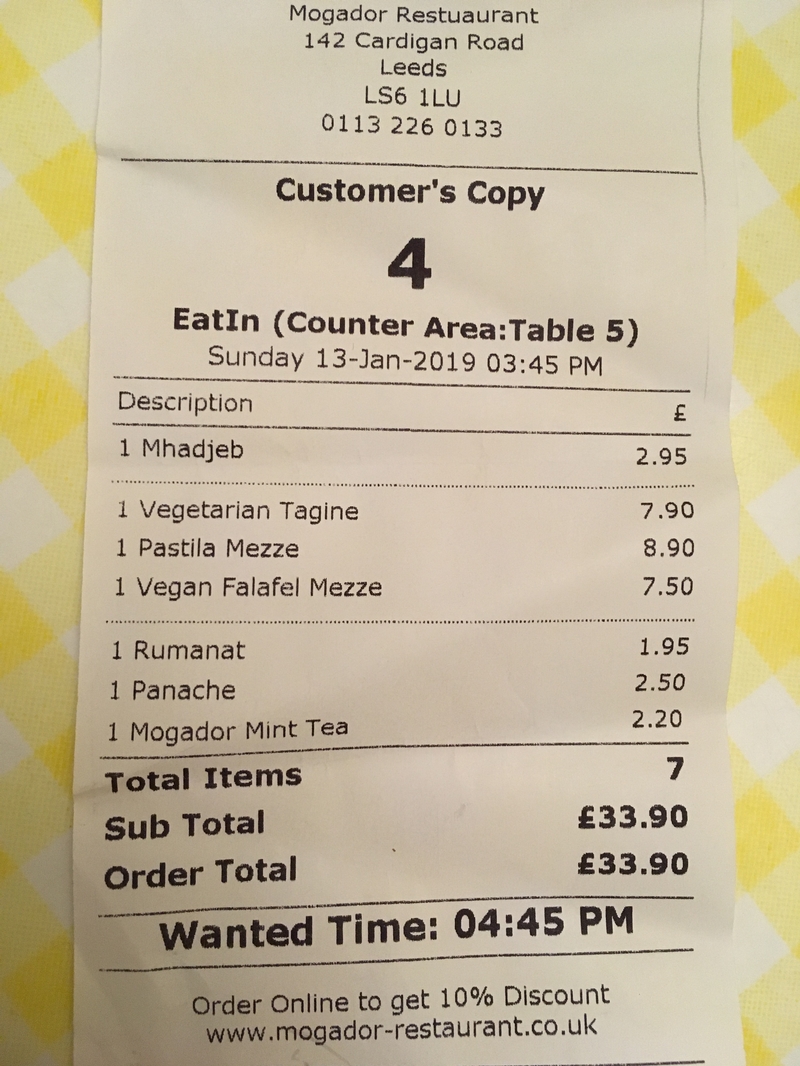 Mogador Restuaurant
142 Cardigan Road
Leeds
LS6 1LU
0113 226 0133
Customer's Copy
4
EatIn (Counter Area:Table 5)
Sunday 13-Jan-2019 03:45 PM
Description £
1 Mhadjeb 2.95
1 Vegetarian Tagine 7.90
1 Pastila Mezze 8.90
1 Vegan Falafel Mezze 7.50
1 Rumanat 1.95
1 Panache 2.50
1 Mogador Mint Tea 2.20
Total Items 7
Sub Total £33.90
Order Total £33.90
Wanted Time: 04:45 PM
Order Online to get 10% Discount
www.mogador-restaurant.co.uk